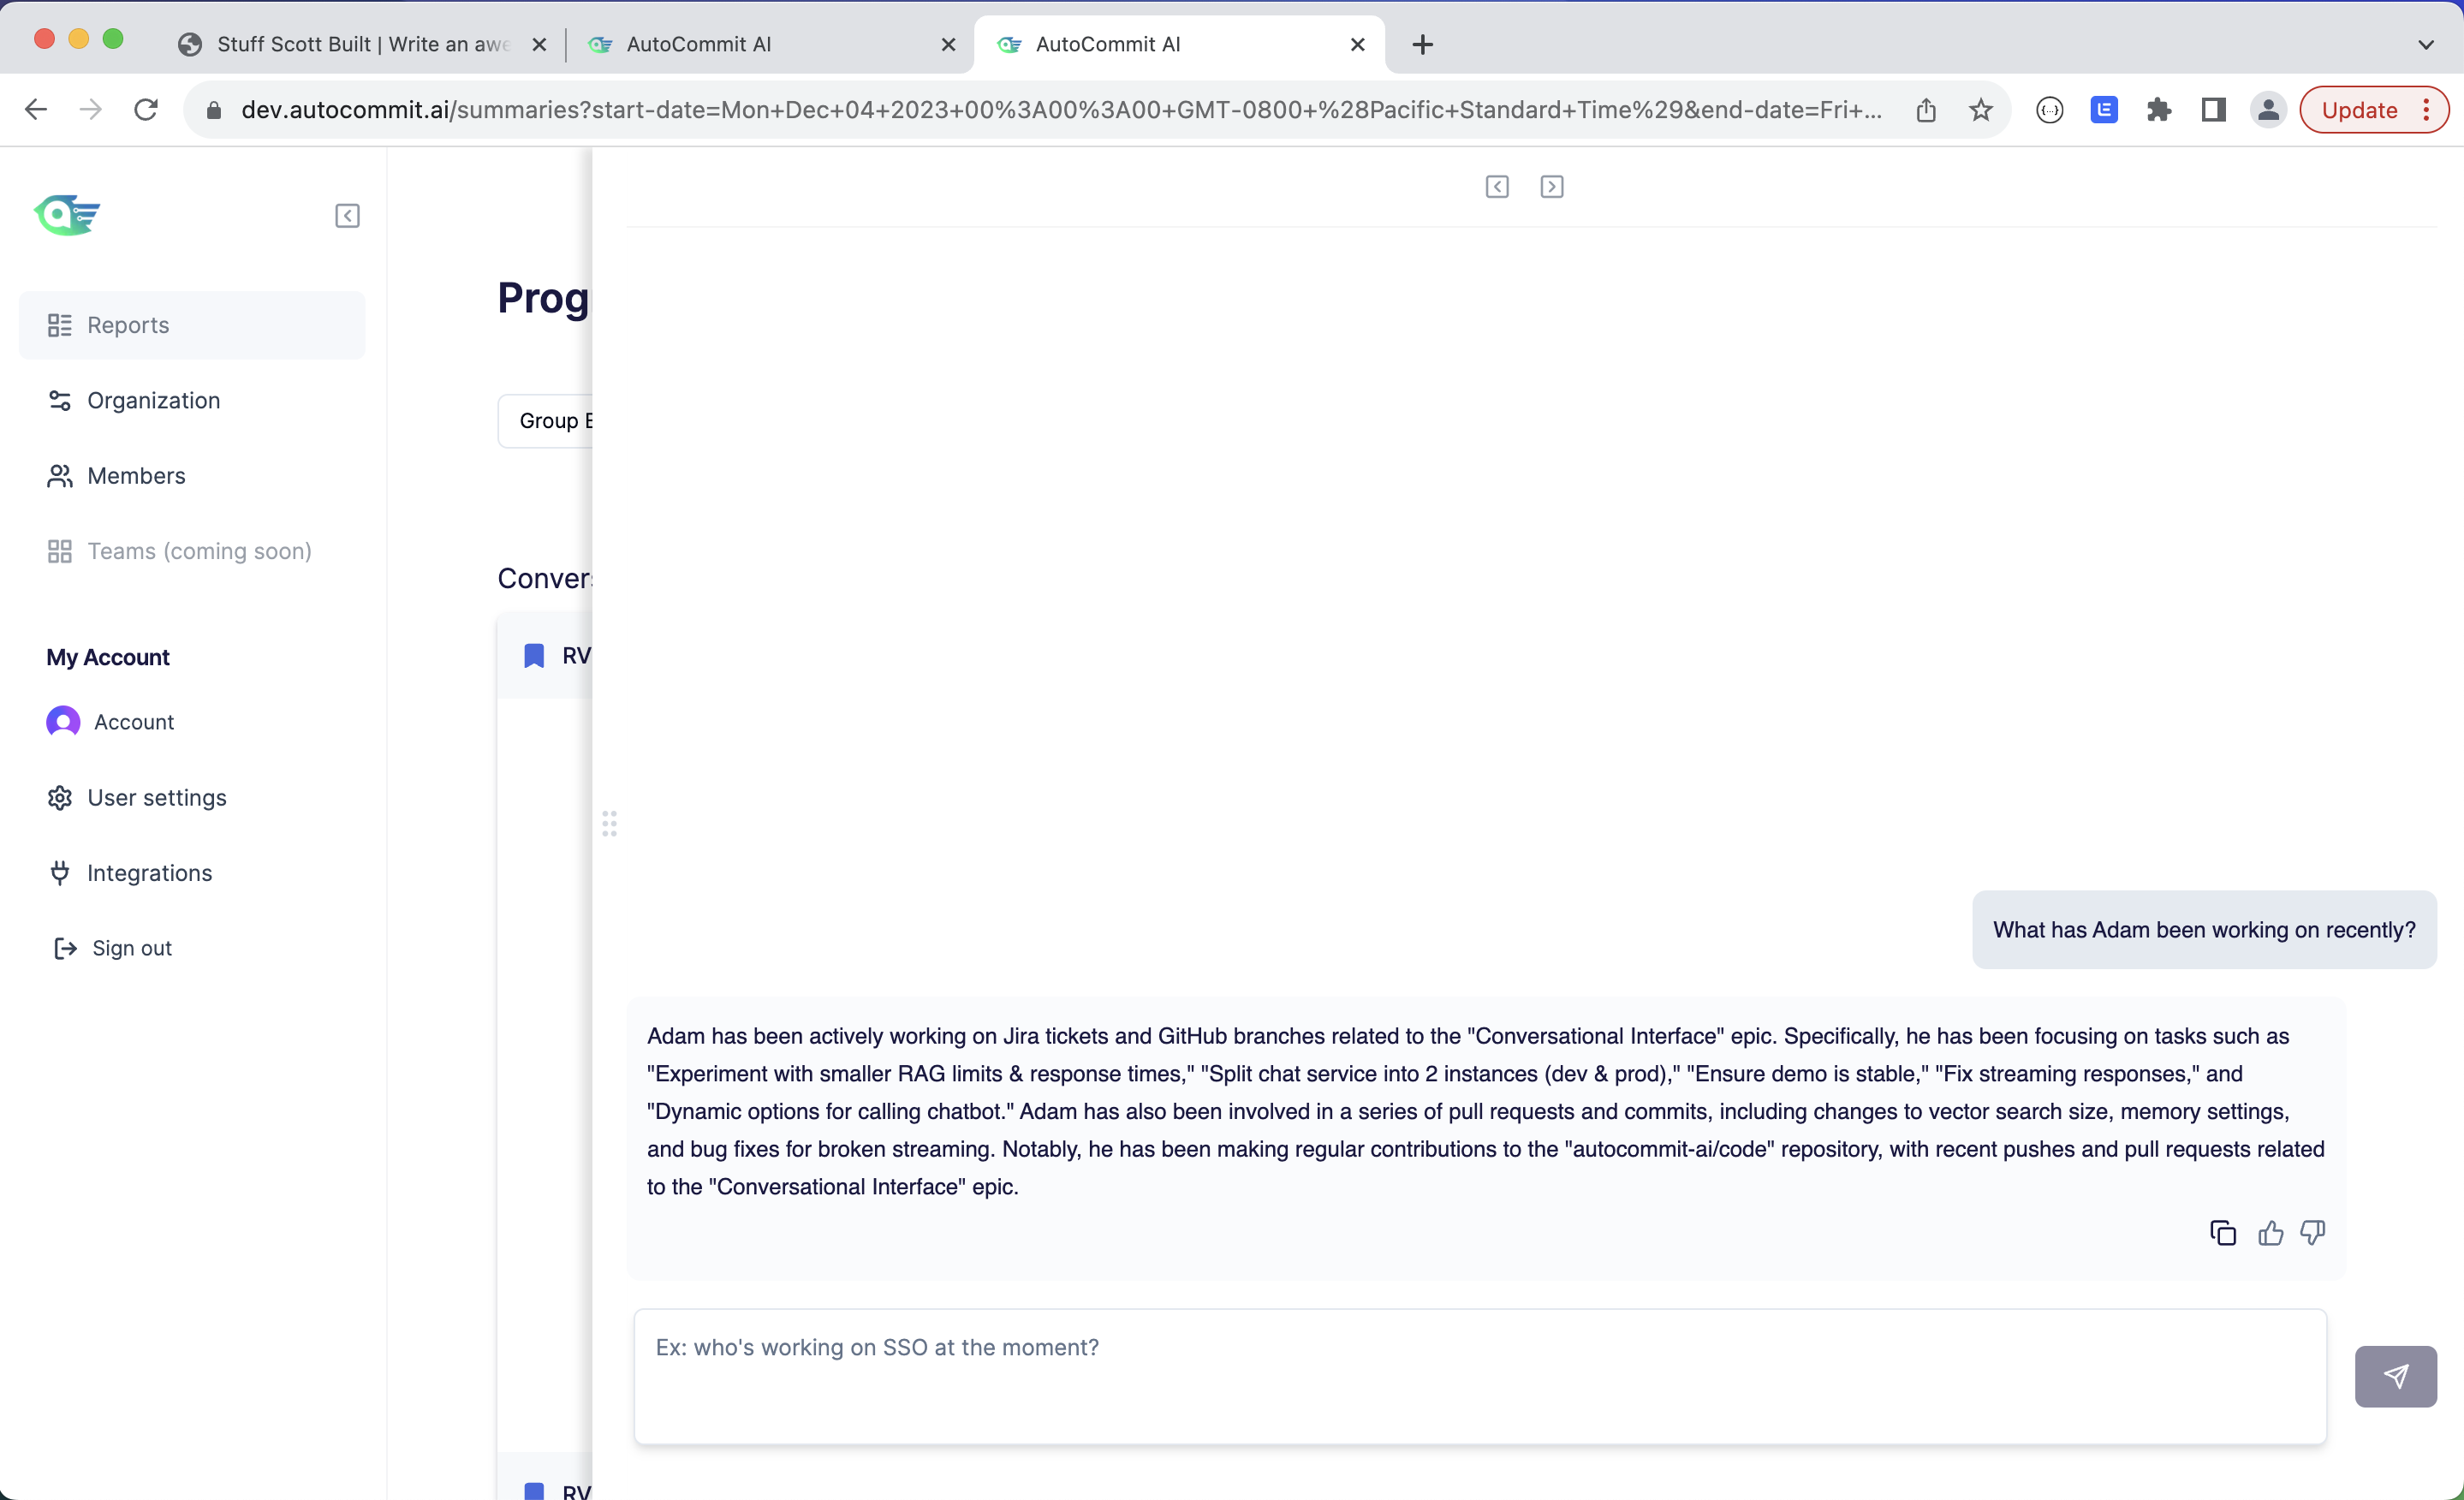 Stuff Scott Built | Write an awe
AutoCommit AI
AutoCommit AI
dev.autocommit.ai/summaries?start-date=Mon+Dec+04+2023+00%3A00%3A00+GMT-0800+%28Pacific+Standard+Time%29&end-date=Fri+...
Update
Reports
Organization
Members
Teams (coming soon)
My Account
Account
User settings
Integrations
Sign out
Prog
Group B
Convers
RV
RV
What has Adam been working on recently?
Adam has been actively working on Jira tickets and GitHub branches related to the "Conversational Interface" epic. Specifically, he has been focusing on tasks such as
"Experiment with smaller RAG limits & response times," "Split chat service into 2 instances (dev & prod)," "Ensure demo is stable," "Fix streaming responses," and
"Dynamic options for calling chatbot." Adam has also been involved in a series of pull requests and commits, including changes to vector search size, memory settings,
and bug fixes for broken streaming. Notably, he has been making regular contributions to the "autocommit-ai/code" repository, with recent pushes and pull requests related
to the "Conversational Interface" epic.
Ex: who's working on SSO at the moment?